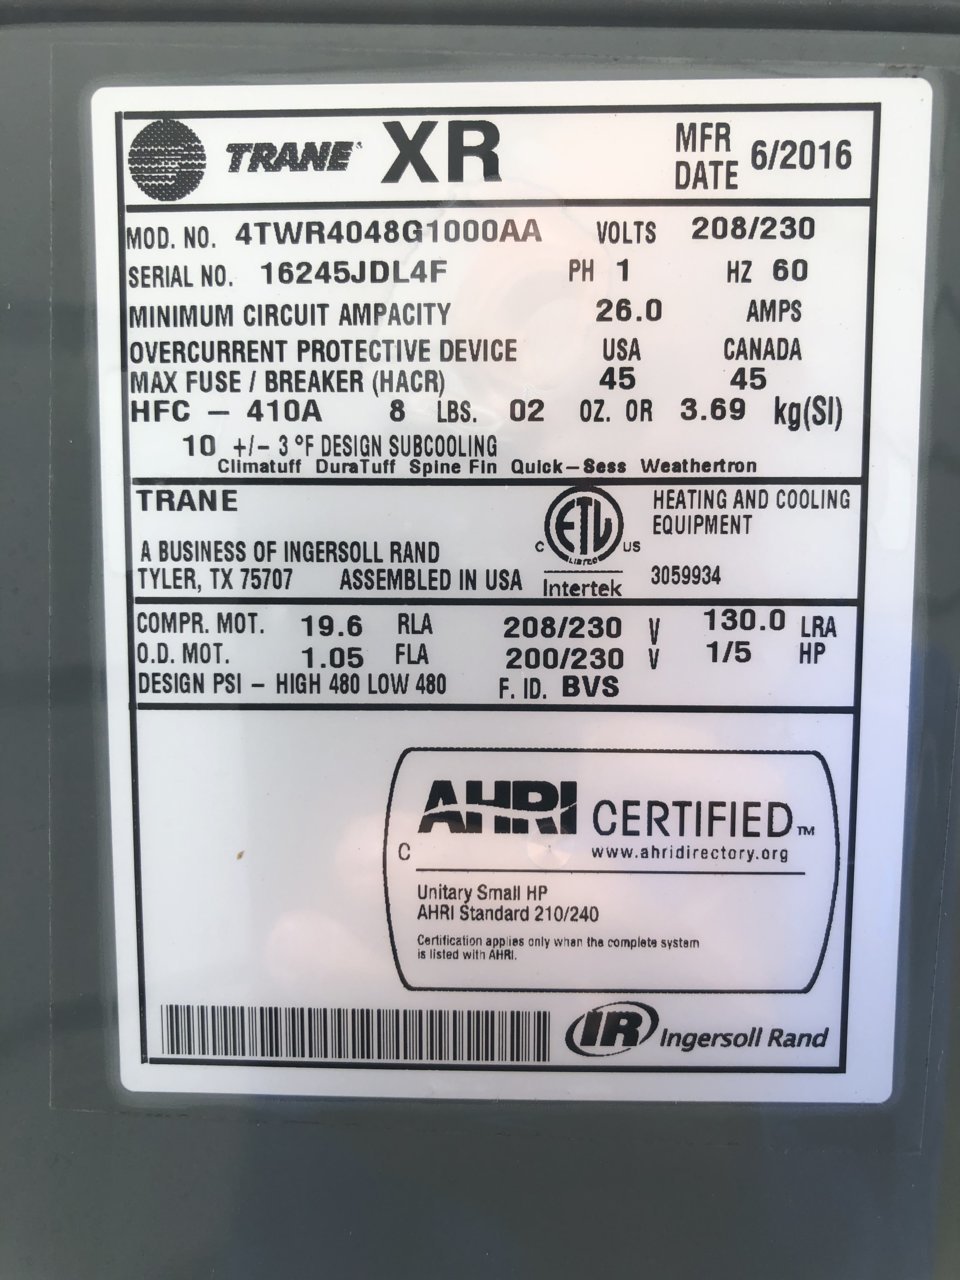 TRANE XR MFR DATE 6/2016
MOD. NO. 4TWR4048G1000AA VOLTS 208/230
SERIAL NO. 16245JDL4F PH 1 HZ 60
MINIMUM CIRCUIT AMPACITY 26.0 AMPS
OVERCURRENT PROTECTIVE DEVICE USA CANADA
MAX FUSE / BREAKER (HACR) 45 45
HFC – 410A 8 LBS. 02 OZ. OR 3.69 kg(SI)
10 +/– 3 °F DESIGN SUBCOOLING
Climatuff DuraTuff Spine Fin Quick–Sess Weathertron
TRANE
A BUSINESS OF INGERSOLL RAND
TYLER, TX 75707 ASSEMBLED IN USA
C ETL US
LISTED
Intertek
HEATING AND COOLING
EQUIPMENT
3059934
COMPR. MOT. 19.6 RLA 208/230 V 130.0 LRA
O.D. MOT. 1.05 FLA 200/230 V 1/5 HP
DESIGN PSI – HIGH 480 LOW 480 F. ID. BVS
AHRI CERTIFIED™
C
www.ahridirectory.org
Unitary Small HP
AHRI Standard 210/240
Certification applies only when the complete system
is listed with AHRI.
IR Ingersoll Rand